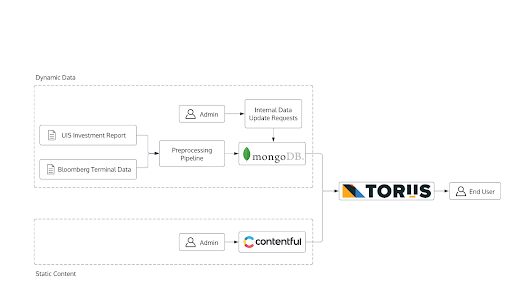 Dynamic Data
Admin
Internal Data
Update Requests
UIS Investment Report
Preprocessing
Pipeline
mongoDB.
Bloomberg Terminal Data
TORIIS
End User
Admin
contentful
Static Content